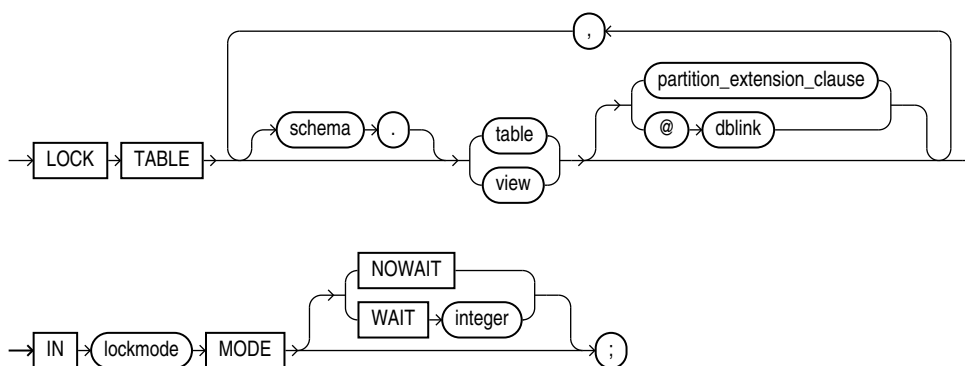 ,
partition_extension_clause
schema . table @ dblink
LOCK TABLE view
NOWAIT
WAIT integer
IN lockmode MODE ;